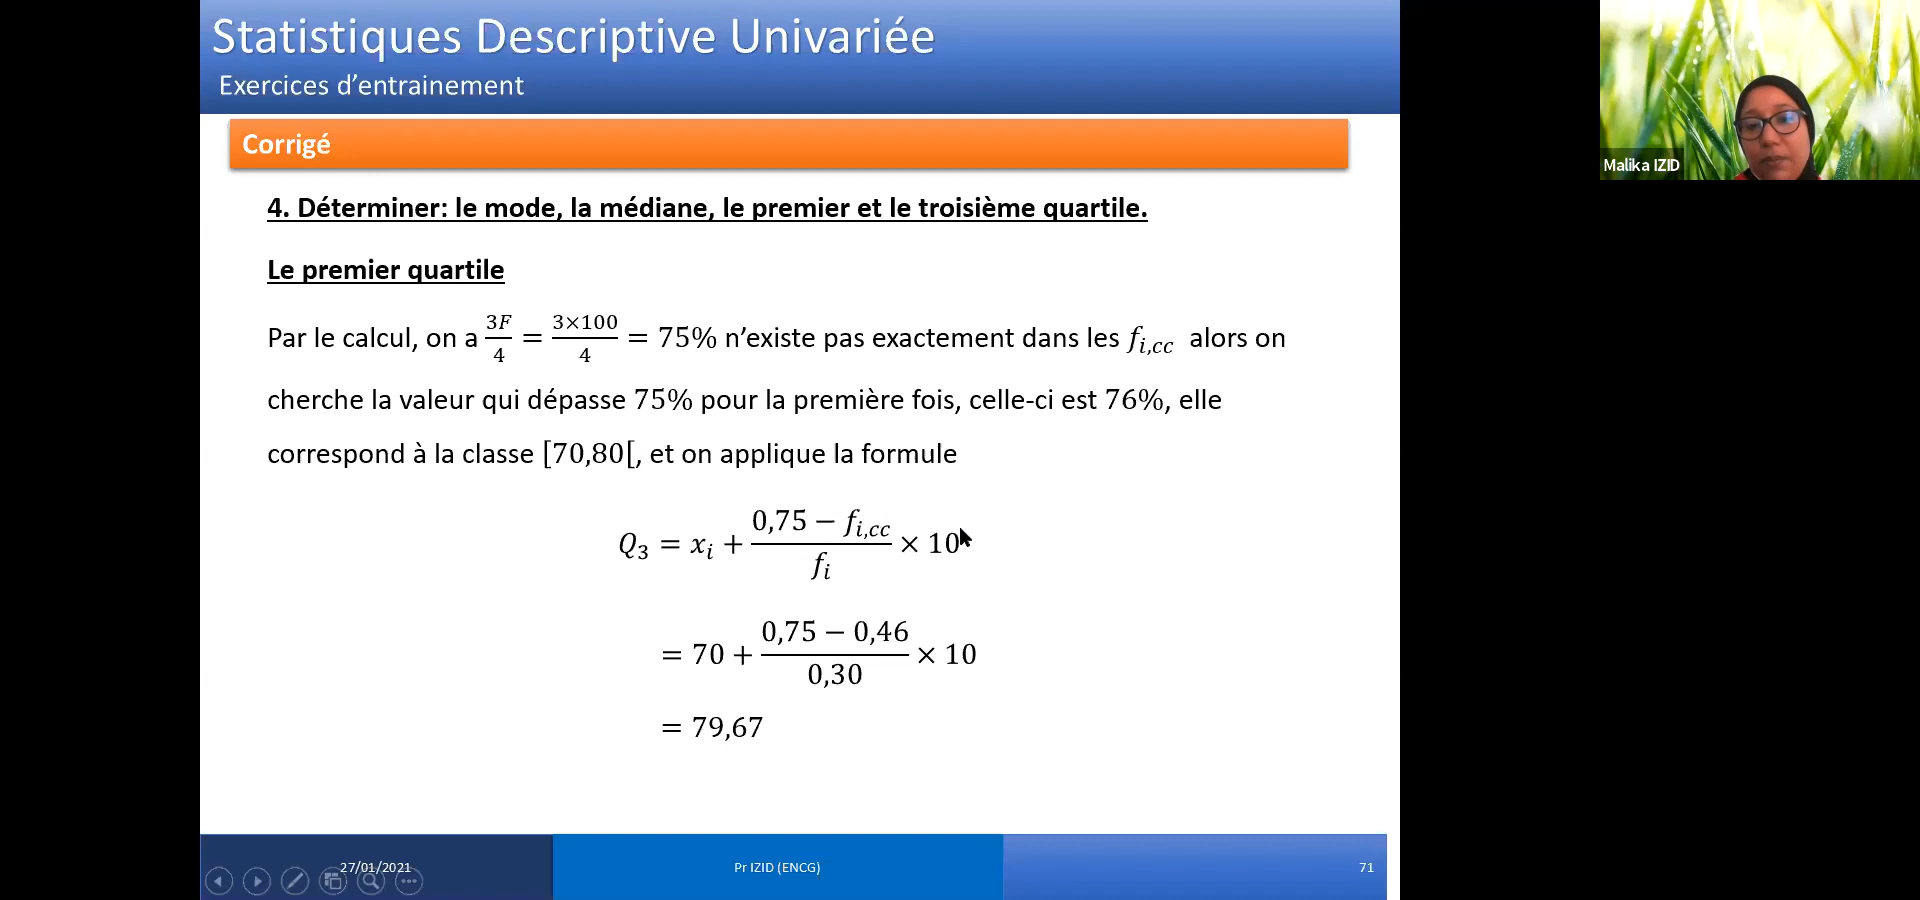 Statistiques Descriptive Univariée
Exercices d’entrainement
Corrigé
4. Déterminer: le mode, la médiane, le premier et le troisième quartile.
Le premier quartile
Par le calcul, on a 3F/4 = 3×100/4 = 75% n’existe pas exactement dans les f_i,cc alors on
cherche la valeur qui dépasse 75% pour la première fois, celle-ci est 76%, elle
correspond à la classe [70,80[, et on applique la formule
Q_3 = x_i + (0,75 − f_i,cc)/f_i × 10
= 70 + (0,75 − 0,46)/0,30 × 10
= 79,67
27/01/2021
Pr IZID (ENCG)
71
Malika IZID